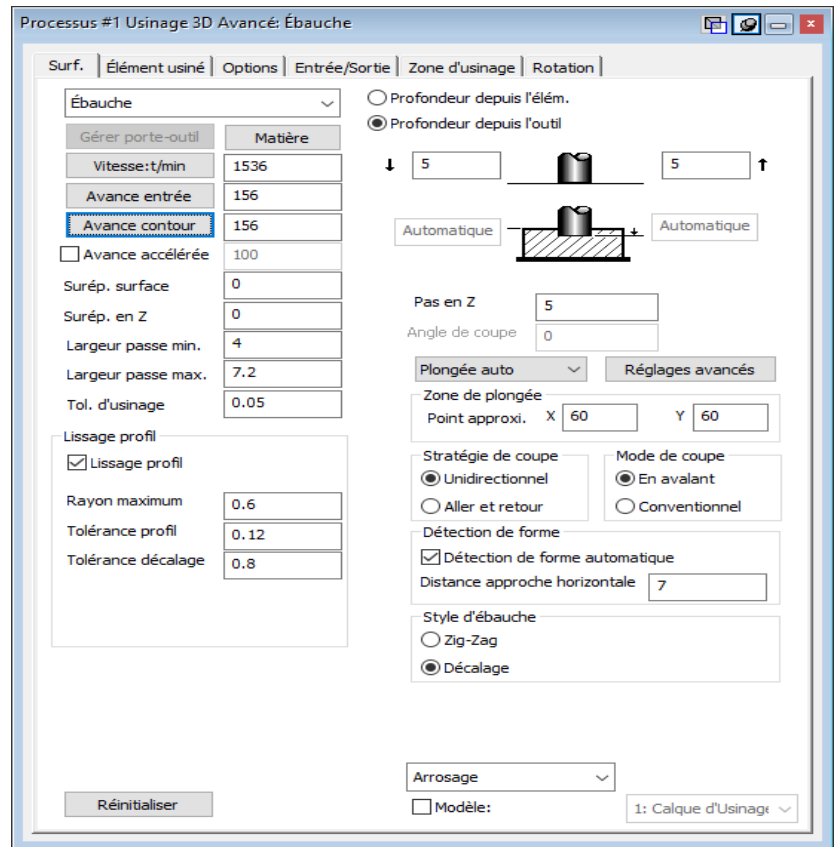 Processus #1 Usinage 3D Avancé: Ébauche
Surf. Élément usiné Options Entrée/Sortie Zone d'usinage Rotation
Ébauche
Gérer porte-outil Matière
Vitesse:t/min 1536
Avance entrée 156
Avance contour 156
Avance accélérée 100
Surép. surface 0
Surép. en Z 0
Largeur passe min. 4
Largeur passe max. 7.2
Tol. d'usinage 0.05
Lissage profil
Lissage profil
Rayon maximum 0.6
Tolérance profil 0.12
Tolérance décalage 0.8
Réinitialiser
Profondeur depuis l'élém.
Profondeur depuis l'outil
5 5
Automatique Automatique
Pas en Z 5
Angle de coupe 0
Plongée auto Réglages avancés
Zone de plongée
Point approxi. X 60 Y 60
Stratégie de coupe
Unidirectionnel
Aller et retour
Mode de coupe
En avalant
Conventionnel
Détection de forme
Détection de forme automatique
Distance approche horizontale 7
Style d'ébauche
Zig-Zag
Décalage
Arrosage
Modèle: 1: Calque d'Usinage